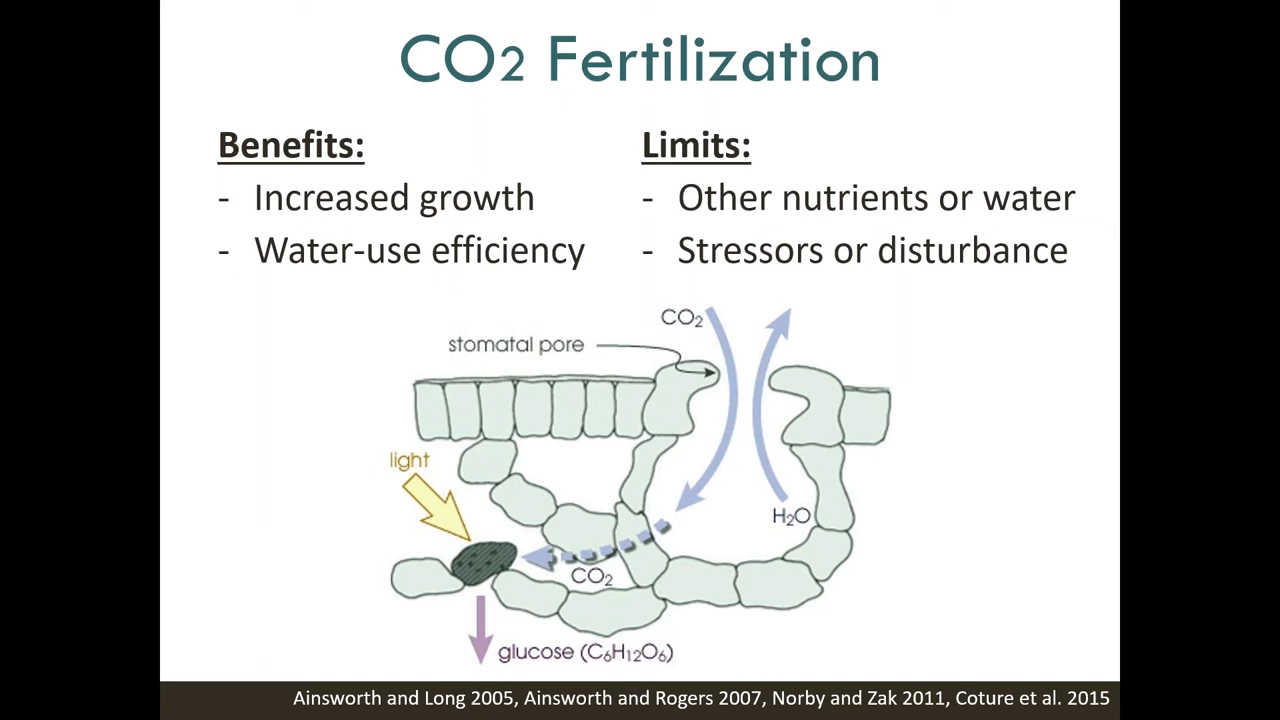 CO2 Fertilization
Benefits:
- Increased growth
- Water-use efficiency
Limits:
- Other nutrients or water
- Stressors or disturbance
CO₂
stomatal pore
light
H₂O
CO₂
glucose (C₆H₁₂O₆)
Ainsworth and Long 2005, Ainsworth and Rogers 2007, Norby and Zak 2011, Coture et al. 2015